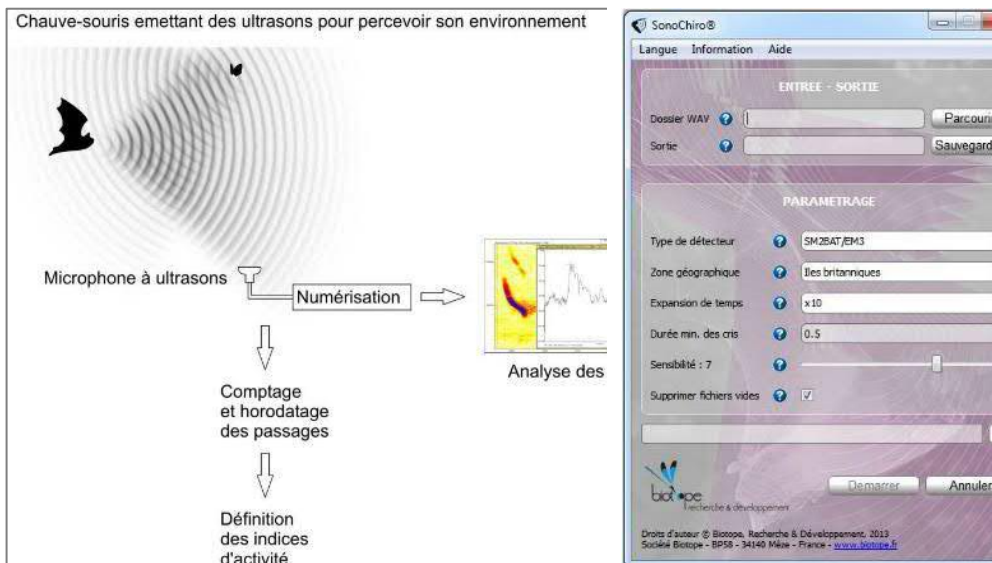 Chauve-souris emettant des ultrasons pour percevoir son environnement
Microphone à ultrasons
Numérisation
Analyse des
Comptage
et horodatage
des passages
Définition
des indices
d'activité
SonoChiro®
Langue Information Aide
ENTREE - SORTIE
Dossier WAV ? Parcouri
Sortie ? Sauvegard
PARAMETRAGE
Type de détecteur ? SM2BAT/EM3
Zone géographique ? Iles britanniques
Expansion de temps ? x10
Durée min. des cris ? 0.5
Sensibilité : 7 ?
Supprimer fichiers vides ?
biotope
recherche & développement
Demarrer Annuler
Droits d'auteur © Biotope, Recherche & Développement, 2013
Société Biotope - BP58 - 34140 Mèze - France - www.biotope.fr